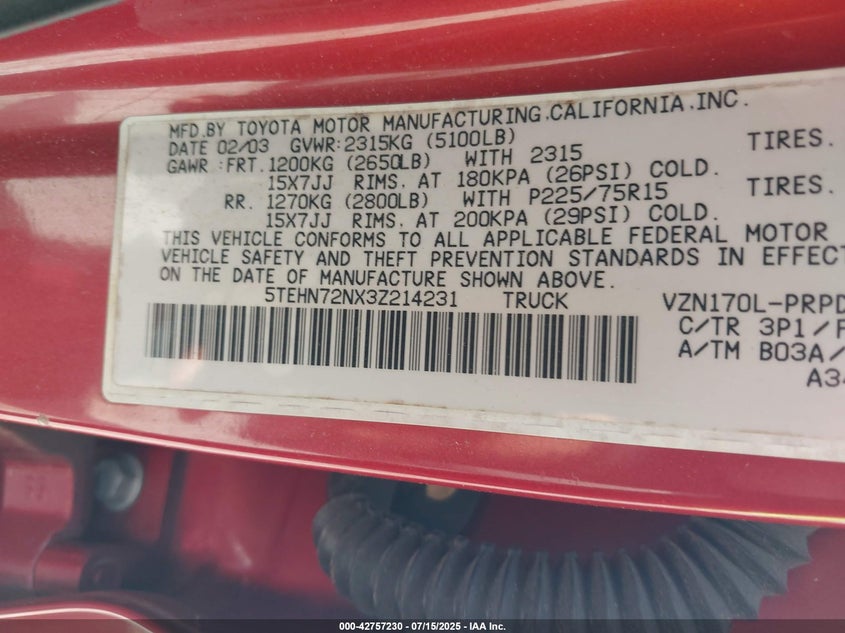 MFD.BY TOYOTA MOTOR MANUFACTURING,CALIFORNIA,INC.
DATE 02/03 GVWR:2315KG (5100LB)
GAWR :FRT.1200KG (2650LB) WITH 2315 TIRES.
15X7JJ RIMS, AT 180KPA (26PSI) COLD.
RR. 1270KG (2800LB) WITH P225/75R15 TIRES.
15X7JJ RIMS, AT 200KPA (29PSI) COLD.
THIS VEHICLE CONFORMS TO ALL APPLICABLE FEDERAL MOTOR
VEHICLE SAFETY AND THEFT PREVENTION STANDARDS IN EFFECT
ON THE DATE OF MANUFACTURE SHOWN ABOVE.
5TEHN72NX3Z214231 TRUCK VZN170L-PRPD
C/TR 3P1/F
A/TM B03A/
A34
000-42757230 - 07/15/2025 - IAA Inc.